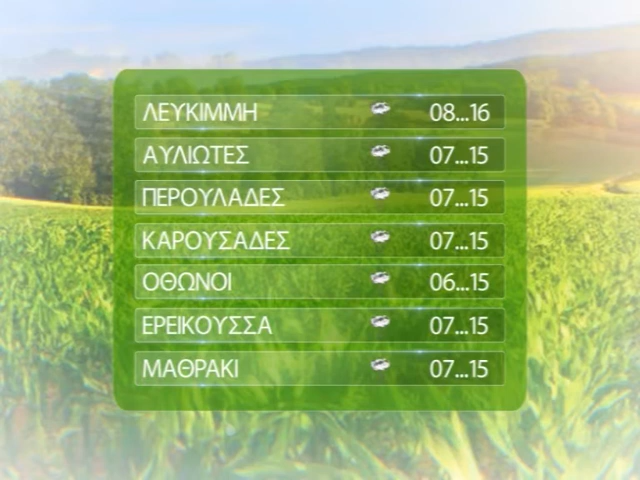 ΛΕΥΚΙΜΜΗ 08...16
ΑΥΛΙΩΤΕΣ 07...15
ΠΕΡΟΥΛΑΔΕΣ 07...15
ΚΑΡΟΥΣΑΔΕΣ 07...15
ΟΘΩΝΟΙ 06...15
ΕΡΕΙΚΟΥΣΣΑ 07...15
ΜΑΘΡΑΚΙ 07...15